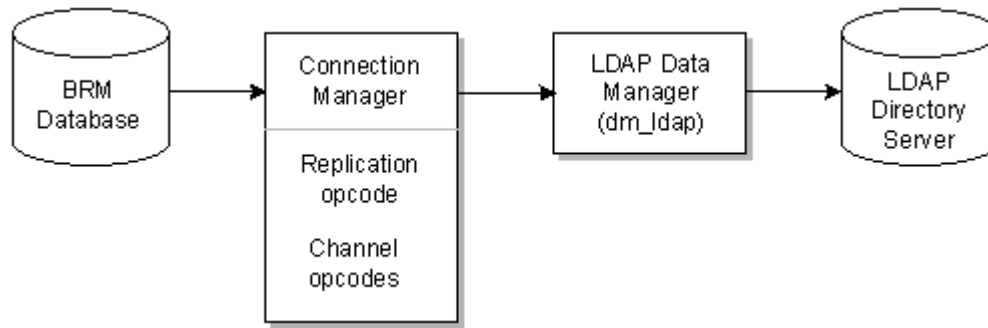 BRM
Database
Connection
Manager
Replication
opcode
Channel
opcodes
LDAP Data
Manager
(dm_ldap)
LDAP
Directory
Server